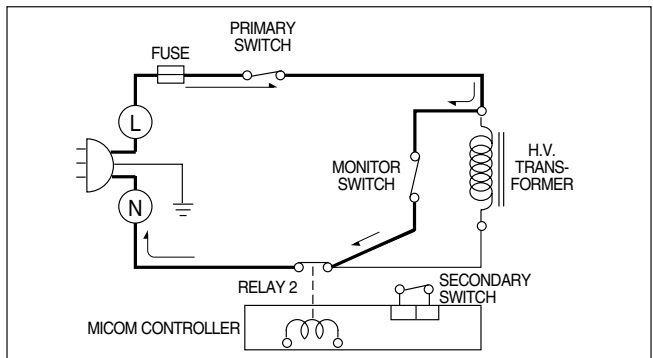 PRIMARY
SWITCH
FUSE
L
H.V.
TRANS-
FORMER
MONITOR
SWITCH
N
RELAY 2
SECONDARY
SWITCH
MICOM CONTROLLER